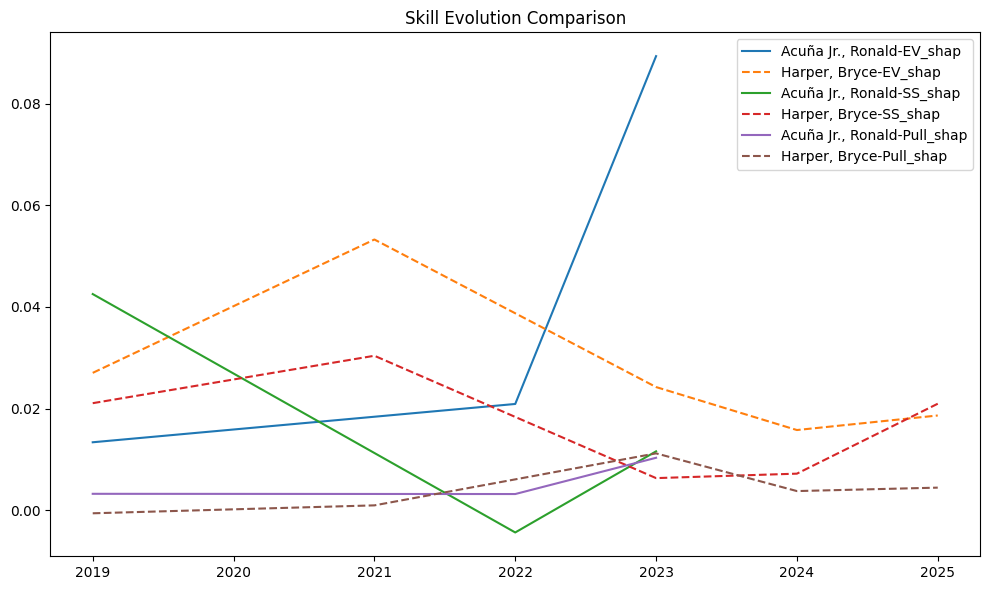 Skill Evolution Comparison
Acuña Jr., Ronald-EV_shap
Harper, Bryce-EV_shap
Acuña Jr., Ronald-SS_shap
Harper, Bryce-SS_shap
Acuña Jr., Ronald-Pull_shap
Harper, Bryce-Pull_shap
0.08
0.06
0.04
0.02
0.00
2019 2020 2021 2022 2023 2024 2025